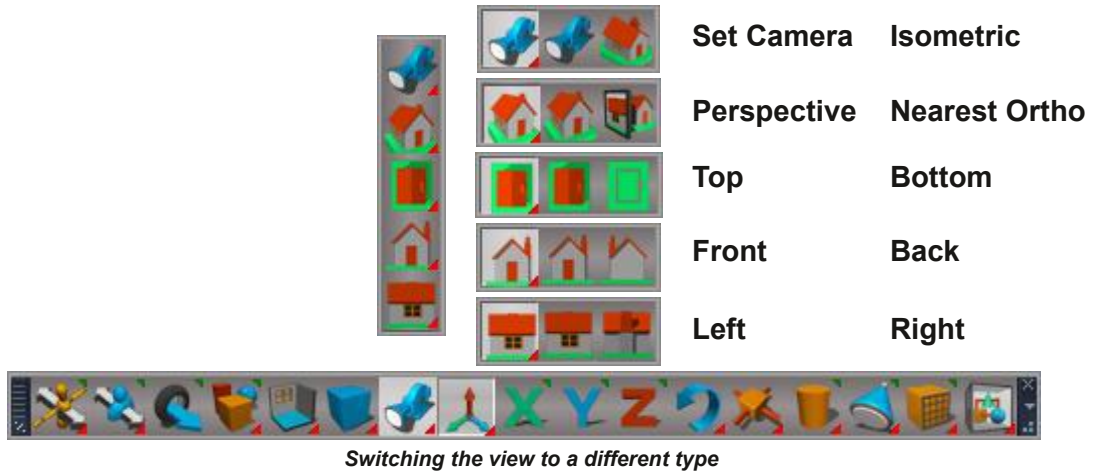 Set Camera Isometric
Perspective Nearest Ortho
Top Bottom
Front Back
Left Right
X Y Z
Switching the view to a different type